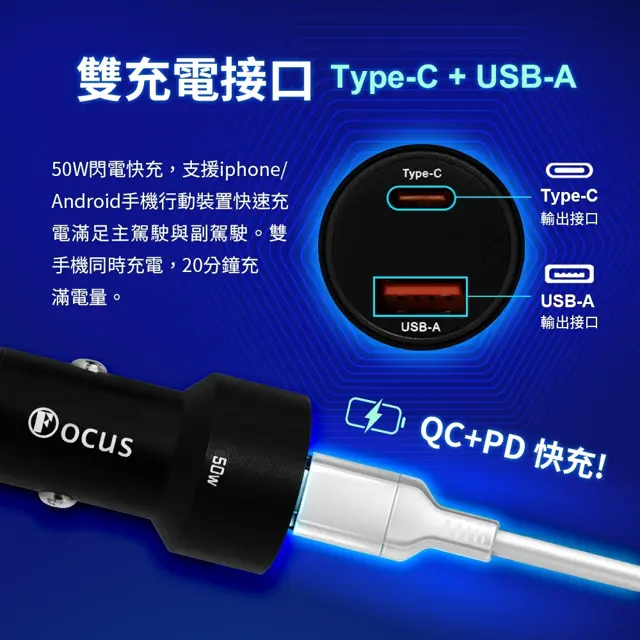 雙充電接口 Type-C + USB-A
50W閃電快充，支援iphone/
Android手機行動裝置快速充
電滿足主駕駛與副駕駛。雙
手機同時充電，20分鐘充
滿電量。
Type-C
USB-A
Type-C
輸出接口
USB-A
輸出接口
Focus
50W
QC+PD 快充!